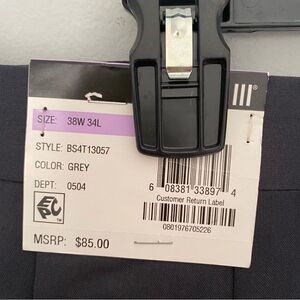 SIZE: 38W 34L
STYLE: BS4T13057
COLOR: GREY
DEPT: 0504
6 08381 33897 4
Customer Return Label
0801976705226
EPC
MSRP: $85.00